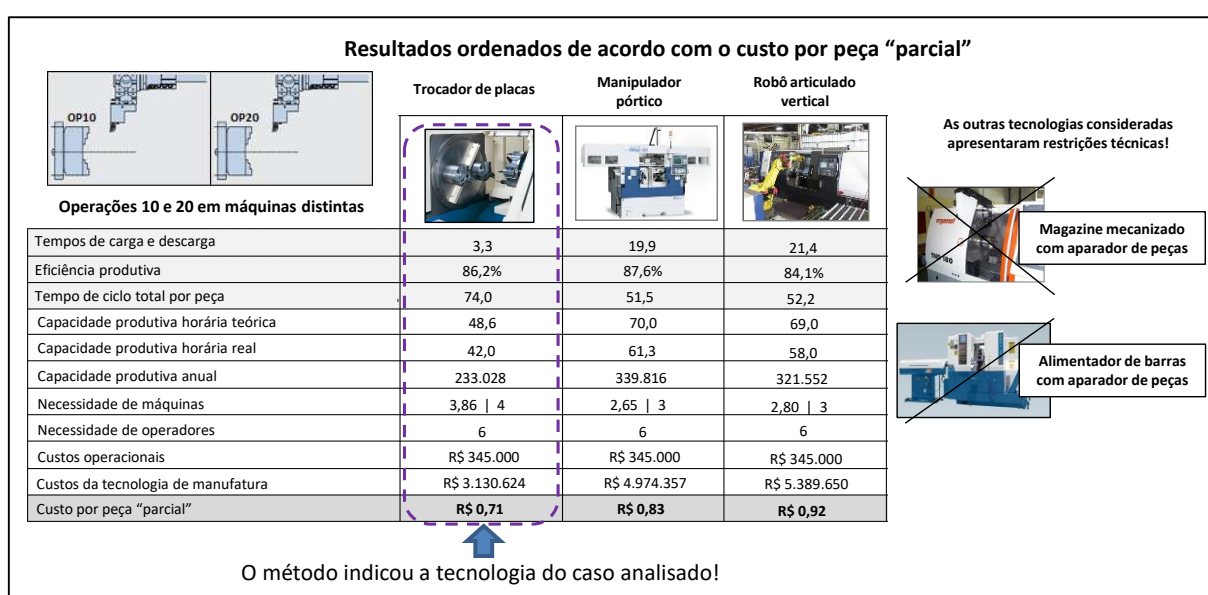 Resultados ordenados de acordo com o custo por peça “parcial”
OP10
OP20
Operações 10 e 20 em máquinas distintas
Trocador de placas
Manipulador
pórtico
Robô articulado
vertical
Tempos de carga e descarga 3,3 19,9 21,4
Eficiência produtiva 86,2% 87,6% 84,1%
Tempo de ciclo total por peça 74,0 51,5 52,2
Capacidade produtiva horária teórica 48,6 70,0 69,0
Capacidade produtiva horária real 42,0 61,3 58,0
Capacidade produtiva anual 233.028 339.816 321.552
Necessidade de máquinas 3,86 | 4 2,65 | 3 2,80 | 3
Necessidade de operadores 6 6 6
Custos operacionais R$ 345.000 R$ 345.000 R$ 345.000
Custos da tecnologia de manufatura R$ 3.130.624 R$ 4.974.357 R$ 5.389.650
Custo por peça “parcial” R$ 0,71 R$ 0,83 R$ 0,92
O método indicou a tecnologia do caso analisado!
As outras tecnologias consideradas
apresentaram restrições técnicas!
Magazine mecanizado
com aparador de peças
Alimentador de barras
com aparador de peças